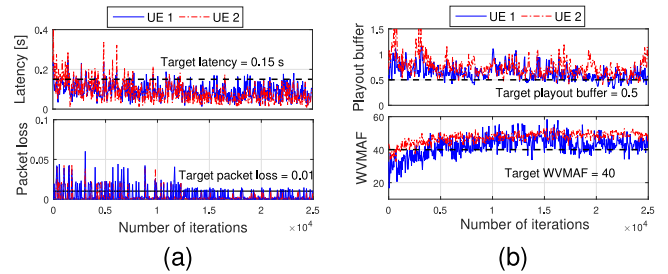 UE 1 UE 2
0.4
0.2
0
Latency [s]
Target latency = 0.15 s
0.1
0.05
0
Packet loss
Target packet loss = 0.01
0 0.5 1 1.5 2 2.5
Number of iterations ×10⁴
(a)
UE 1 UE 2
1.5
1
0.5
0
Playout buffer
Target playout buffer = 0.5
60
40
20
WVMAF
Target WVMAF = 40
0 0.5 1 1.5 2 2.5
Number of iterations ×10⁴
(b)